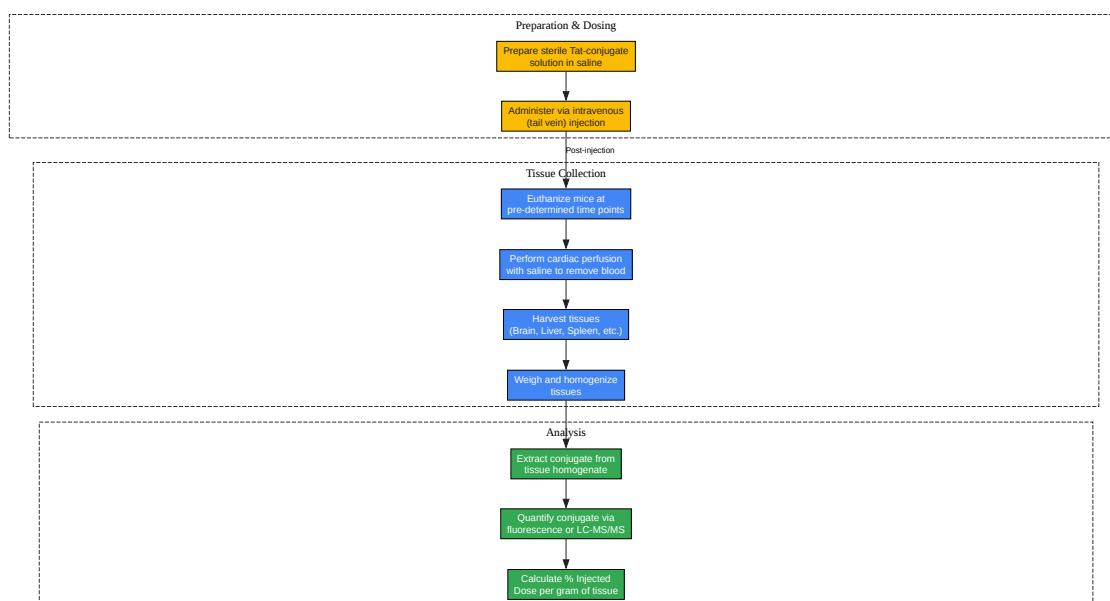 Preparation & Dosing
Prepare sterile Tat-conjugate
solution in saline
Administer via intravenous
(tail vein) injection
Post-injection
Tissue Collection
Euthanize mice at
pre-determined time points
Perform cardiac perfusion
with saline to remove blood
Harvest tissues
(Brain, Liver, Spleen, etc.)
Weigh and homogenize
tissues
Analysis
Extract conjugate from
tissue homogenate
Quantify conjugate via
fluorescence or LC-MS/MS
Calculate % Injected
Dose per gram of tissue